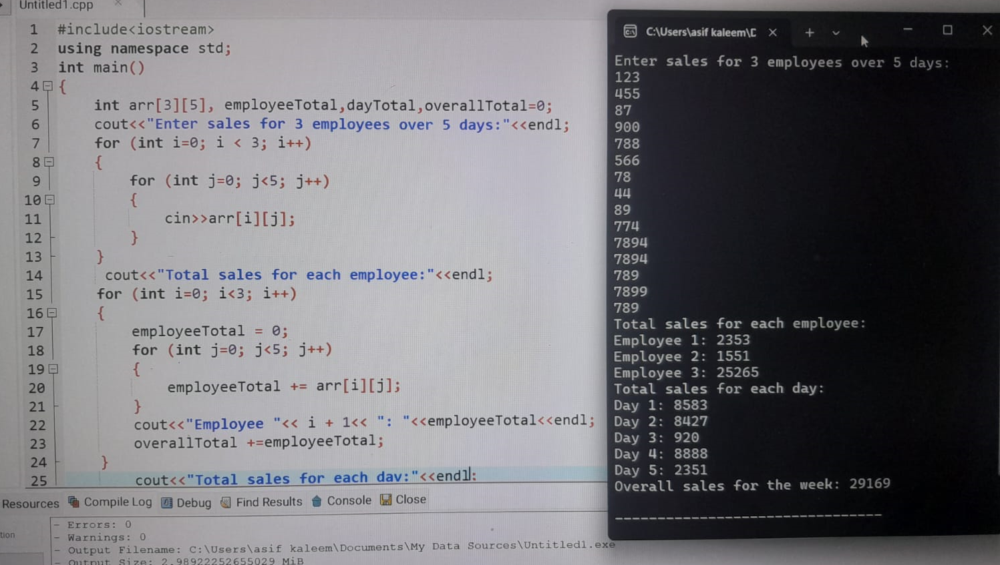 Untitled1.cpp
1 #include<iostream>
2 using namespace std;
3 int main()
4 {
5 int arr[3][5], employeeTotal,dayTotal,overallTotal=0;
6 cout<<"Enter sales for 3 employees over 5 days:"<<endl;
7 for (int i=0; i < 3; i++)
8 {
9 for (int j=0; j<5; j++)
10 {
11 cin>>arr[i][j];
12 }
13 }
14 cout<<"Total sales for each employee:"<<endl;
15 for (int i=0; i<3; i++)
16 {
17 employeeTotal = 0;
18 for (int j=0; j<5; j++)
19 {
20 employeeTotal += arr[i][j];
21 }
22 cout<<"Employee "<< i + 1<< ": "<<employeeTotal<<endl;
23 overallTotal +=employeeTotal;
24 }
25 cout<<"Total sales for each day:"<<endl;
Resources Compile Log Debug Find Results Console Close
- Errors: 0
- Warnings: 0
- Output Filename: C:\Users\asif kaleem\Documents\My Data Sources\Untitled1.exe
- Output Size: 2.98922252655029 MiB
C:\Users\asif kaleem\D
Enter sales for 3 employees over 5 days:
123
455
87
900
788
566
78
44
89
774
7894
7894
789
7899
789
Total sales for each employee:
Employee 1: 2353
Employee 2: 1551
Employee 3: 25265
Total sales for each day:
Day 1: 8583
Day 2: 8427
Day 3: 920
Day 4: 8888
Day 5: 2351
Overall sales for the week: 29169
--------------------------------